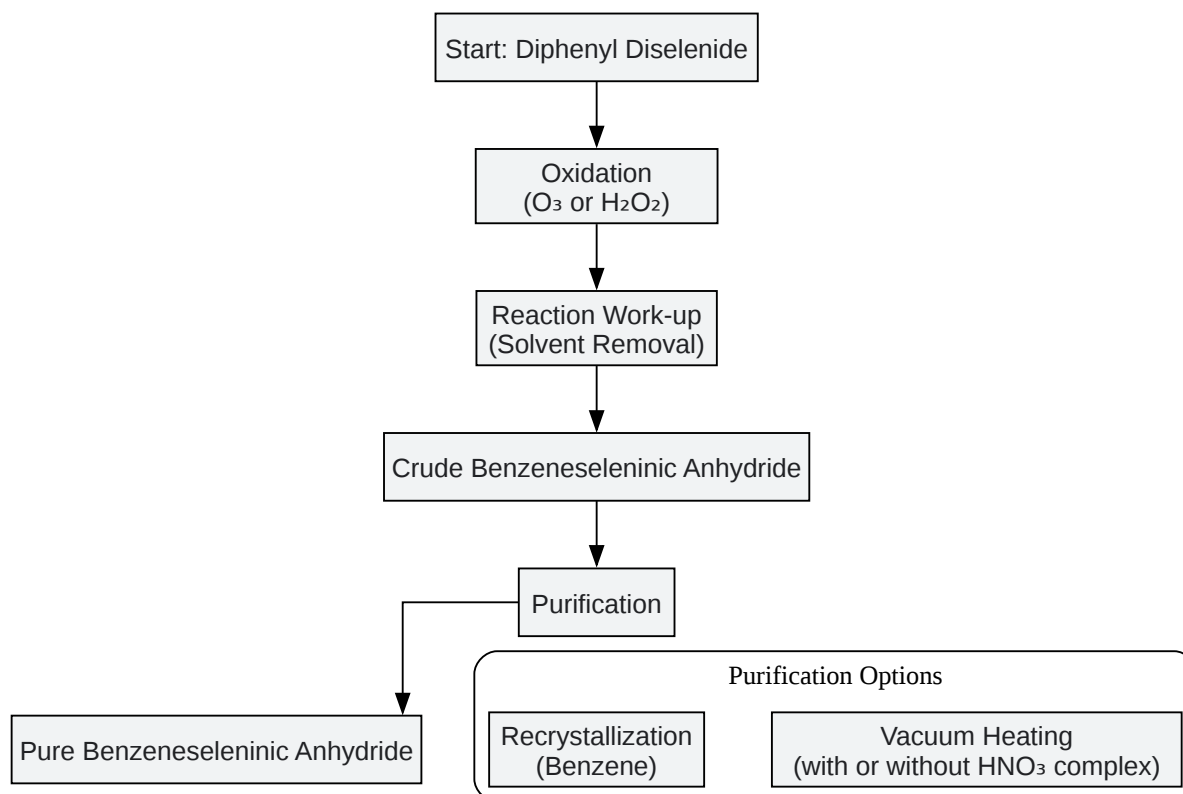 Start: Diphenyl Diselenide
Oxidation
(O₃ or H₂O₂)
Reaction Work-up
(Solvent Removal)
Crude Benzeneseleninic Anhydride
Purification
Purification Options
Pure Benzeneseleninic Anhydride
Recrystallization
(Benzene)
Vacuum Heating
(with or without HNO₃ complex)